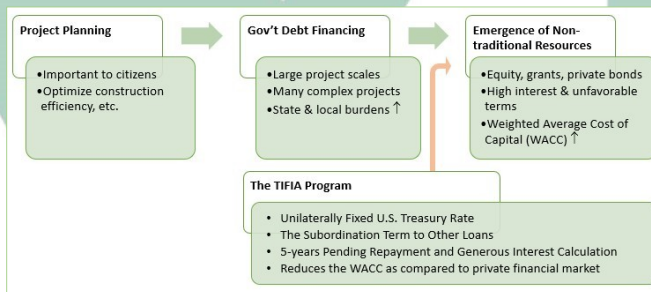 Project Planning
•Important to citizens
•Optimize construction
efficiency, etc.
Gov't Debt Financing
•Large project scales
•Many complex projects
•State & local burdens ↑
Emergence of Non-
traditional Resources
•Equity, grants, private bonds
•High interest & unfavorable
terms
•Weighted Average Cost of
Capital (WACC) ↑
The TIFIA Program
• Unilaterally Fixed U.S. Treasury Rate
• The Subordination Term to Other Loans
• 5-years Pending Repayment and Generous Interest Calculation
• Reduces the WACC as compared to private financial market